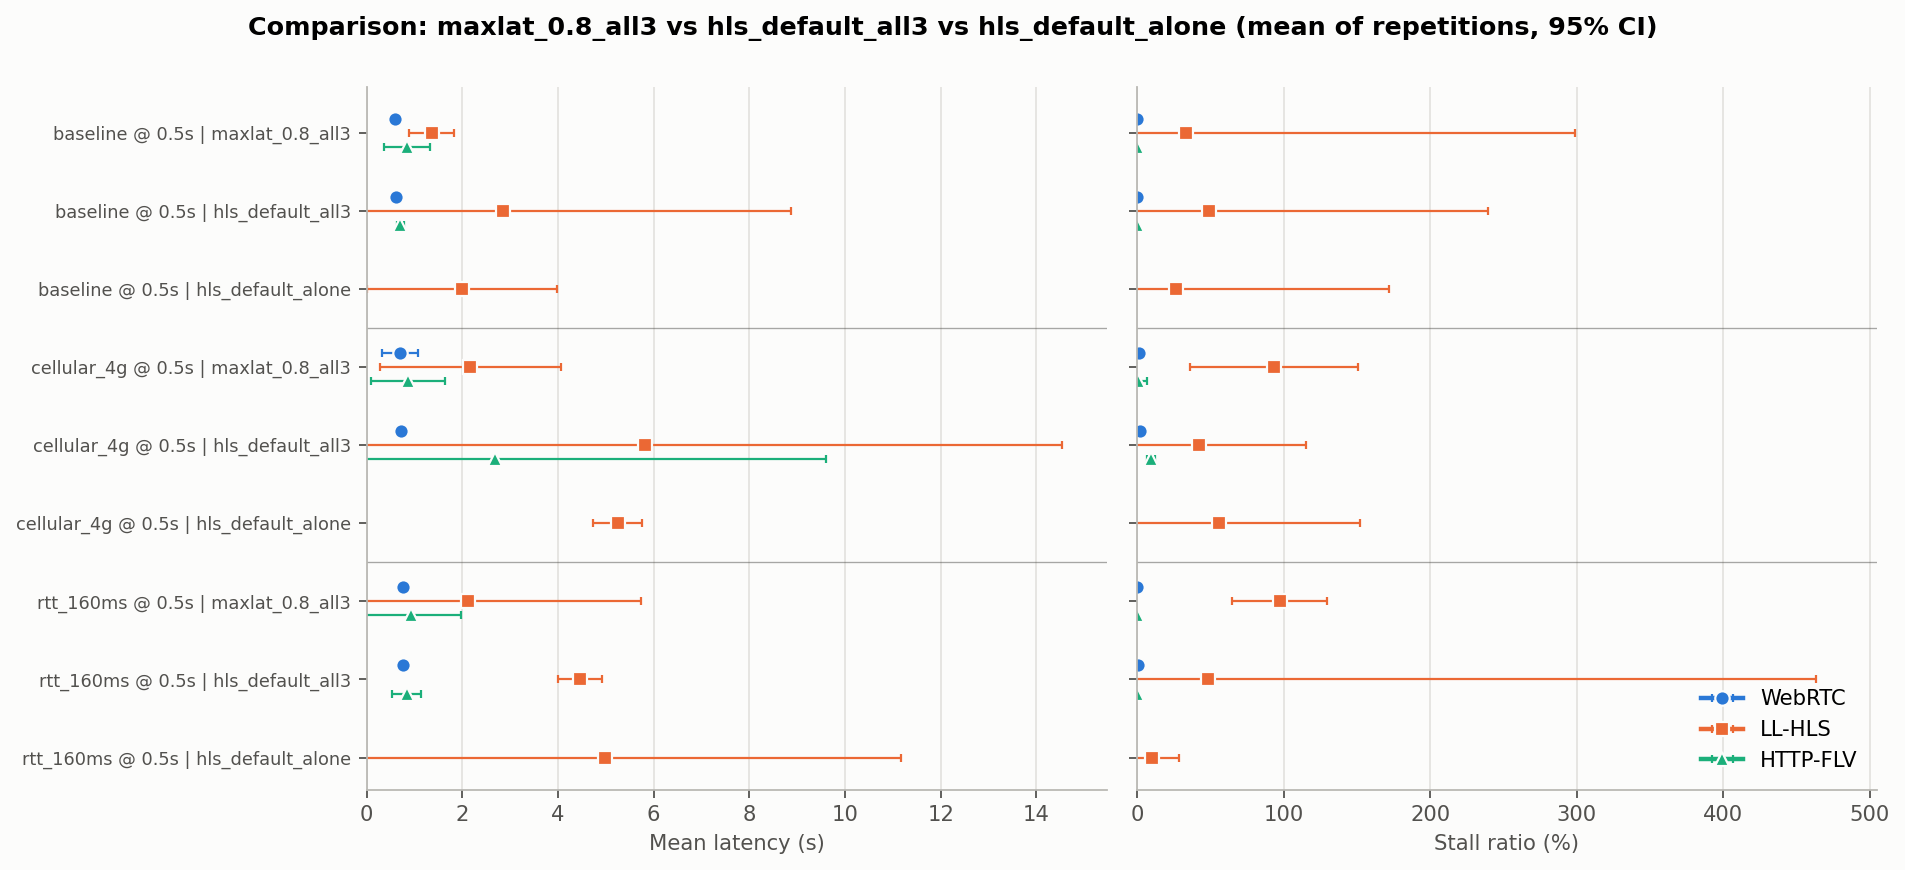 Comparison: maxlat_0.8_all3 vs hls_default_all3 vs hls_default_alone (mean of repetitions, 95% CI)
baseline @ 0.5s | maxlat_0.8_all3
baseline @ 0.5s | hls_default_all3
baseline @ 0.5s | hls_default_alone
cellular_4g @ 0.5s | maxlat_0.8_all3
cellular_4g @ 0.5s | hls_default_all3
cellular_4g @ 0.5s | hls_default_alone
rtt_160ms @ 0.5s | maxlat_0.8_all3
rtt_160ms @ 0.5s | hls_default_all3
rtt_160ms @ 0.5s | hls_default_alone
0 2 4 6 8 10 12 14
Mean latency (s)
WebRTC
LL-HLS
HTTP-FLV
0 100 200 300 400 500
Stall ratio (%)